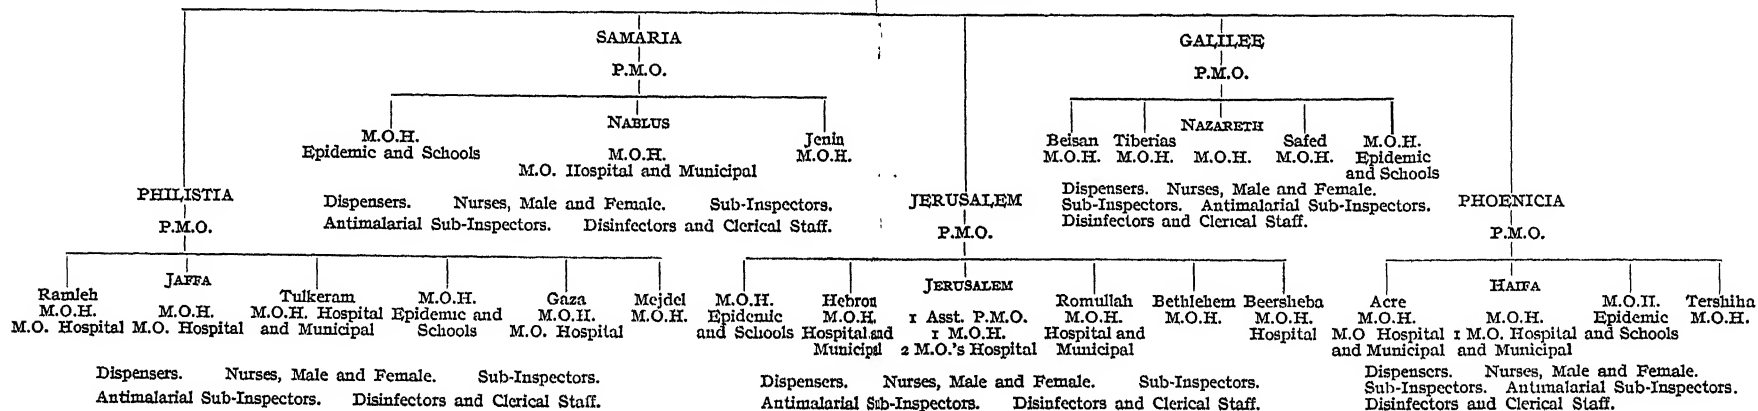 SAMARIA
P.M.O.
M.O.H.
Epidemic and Schools
NABLUS
M.O.H.
M.O. Hospital and Municipal
Jenin
M.O.H.
Dispensers. Nurses, Male and Female. Sub-Inspectors.
Antimalarial Sub-Inspectors. Disinfectors and Clerical Staff.
GALILEE
P.M.O.
Beisan
M.O.H.
Tiberias
M.O.H.
NAZARETH
M.O.H.
Safed
M.O.H.
M.O.H.
Epidemic
and Schools
Dispensers. Nurses, Male and Female.
Sub-Inspectors. Antimalarial Sub-Inspectors.
Disinfectors and Clerical Staff.
PHILISTIA
P.M.O.
Ramleh
M.O.H.
M.O. Hospital
JAFFA
M.O.H.
M.O. Hospital
Tulkeram
M.O.H. Hospital
and Municipal
M.O.H.
Epidemic and
Schools
Gaza
M.O.H.
M.O. Hospital
Mejdel
M.O.H.
Dispensers. Nurses, Male and Female. Sub-Inspectors.
Antimalarial Sub-Inspectors. Disinfectors and Clerical Staff.
JERUSALEM
P.M.O.
M.O.H.
Epidemic
and Schools
Hebron
M.O.H.
Hospital and
Municipal
JERUSALEM
1 Asst. P.M.O.
1 M.O.H.
2 M.O.'s Hospital
Romullah
M.O.H.
Hospital and
Municipal
Bethlehem
M.O.H.
Beersheba
M.O.H.
Hospital
Dispensers. Nurses, Male and Female. Sub-Inspectors.
Antimalarial Sub-Inspectors. Disinfectors and Clerical Staff.
PHOENICIA
P.M.O.
Acre
M.O.H.
M.O Hospital
and Municipal
HAIFA
M.O.H.
1 M.O. Hospital
and Municipal
M.O.H.
Epidemic
and Schools
Tershiha
M.O.H.
Dispensers. Nurses, Male and Female.
Sub-Inspectors. Antimalarial Sub-Inspectors.
Disinfectors and Clerical Staff.